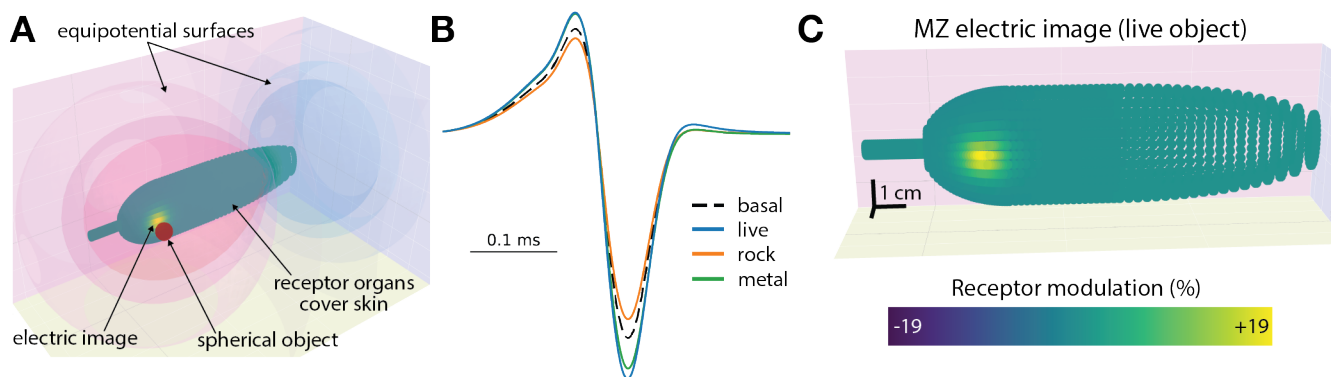 A
equipotential surfaces
receptor organs
cover skin
electric image
spherical object
B
0.1 ms
basal
live
rock
metal
C
MZ electric image (live object)
1 cm
Receptor modulation (%)
-19
+19